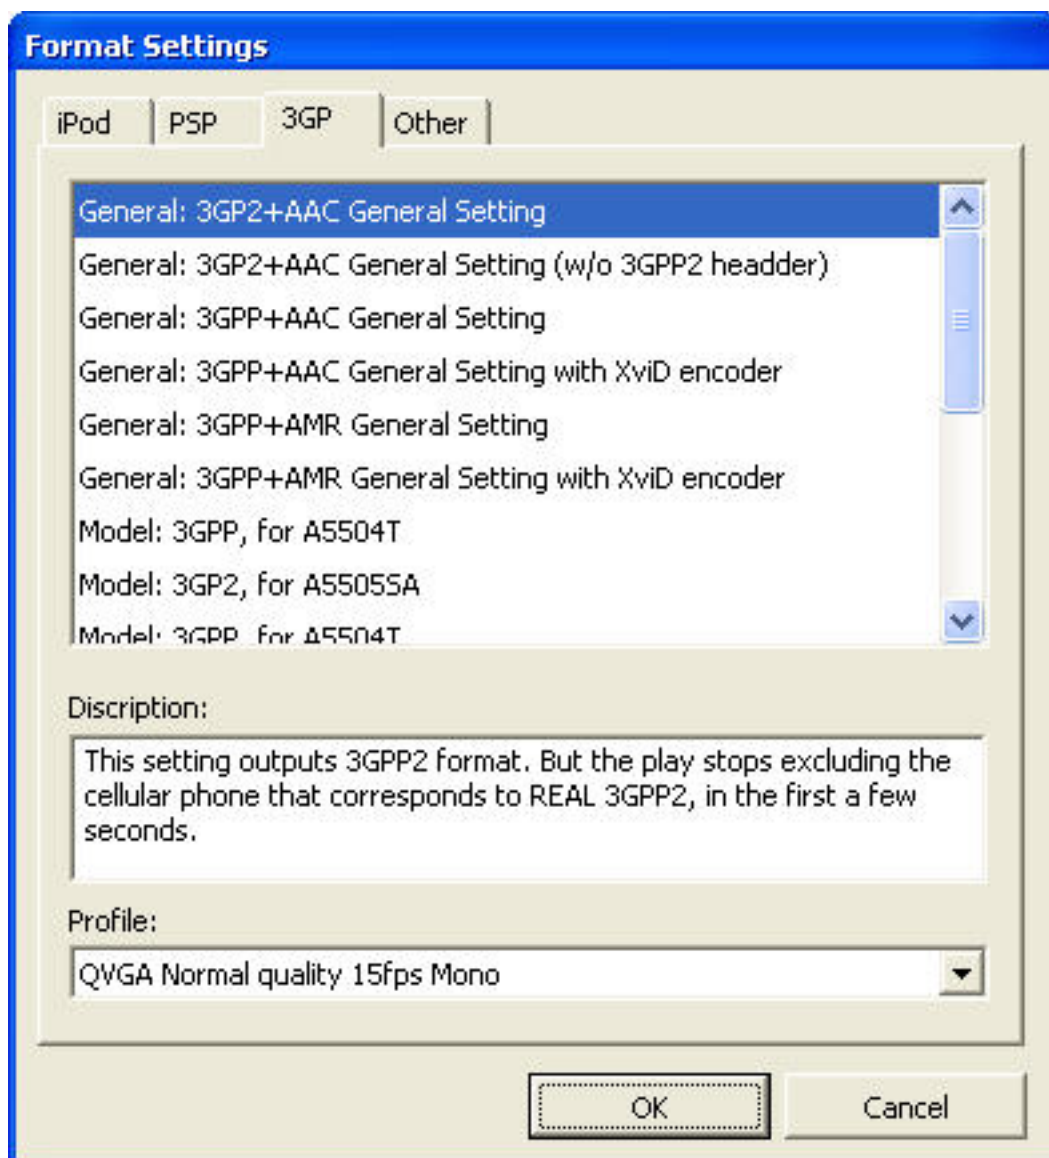 Format Settings
iPod PSP 3GP Other
General: 3GP2+AAC General Setting
General: 3GP2+AAC General Setting (w/o 3GPP2 headder)
General: 3GPP+AAC General Setting
General: 3GPP+AAC General Setting with XviD encoder
General: 3GPP+AMR General Setting
General: 3GPP+AMR General Setting with XviD encoder
Model: 3GPP, for A5504T
Model: 3GP2, for A5505SA
Model: 3GPP, for A5504T
Discription:
This setting outputs 3GPP2 format. But the play stops excluding the
cellular phone that corresponds to REAL 3GPP2, in the first a few
seconds.
Profile:
QVGA Normal quality 15fps Mono
OK Cancel